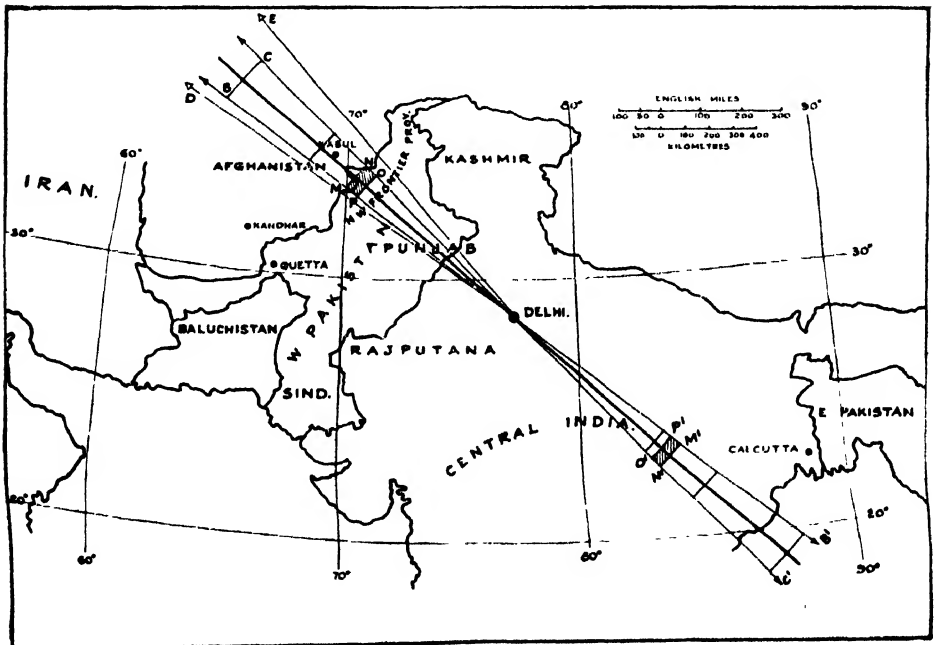 E
C
B
D
70°
80°
90°
ENGLISH MILES
100 50 0 100 200 300
KILOMETRES
100 0 100 200 300 400
60°
KABUL
AFGHANISTAN
N
O
M
N.W. FRONTIER PROV.
KASHMIR
IRAN.
KANDHAR
30°
30°
PUNJAB
QUETTA
W PAKISTAN
DELHI.
BALUCHISTAN
RAJPUTANA
SIND.
E PAKISTAN
CENTRAL INDIA.
P'
M'
O'
N'
CALCUTTA
20°
20°
B'
C'
60°
70°
80°
90°